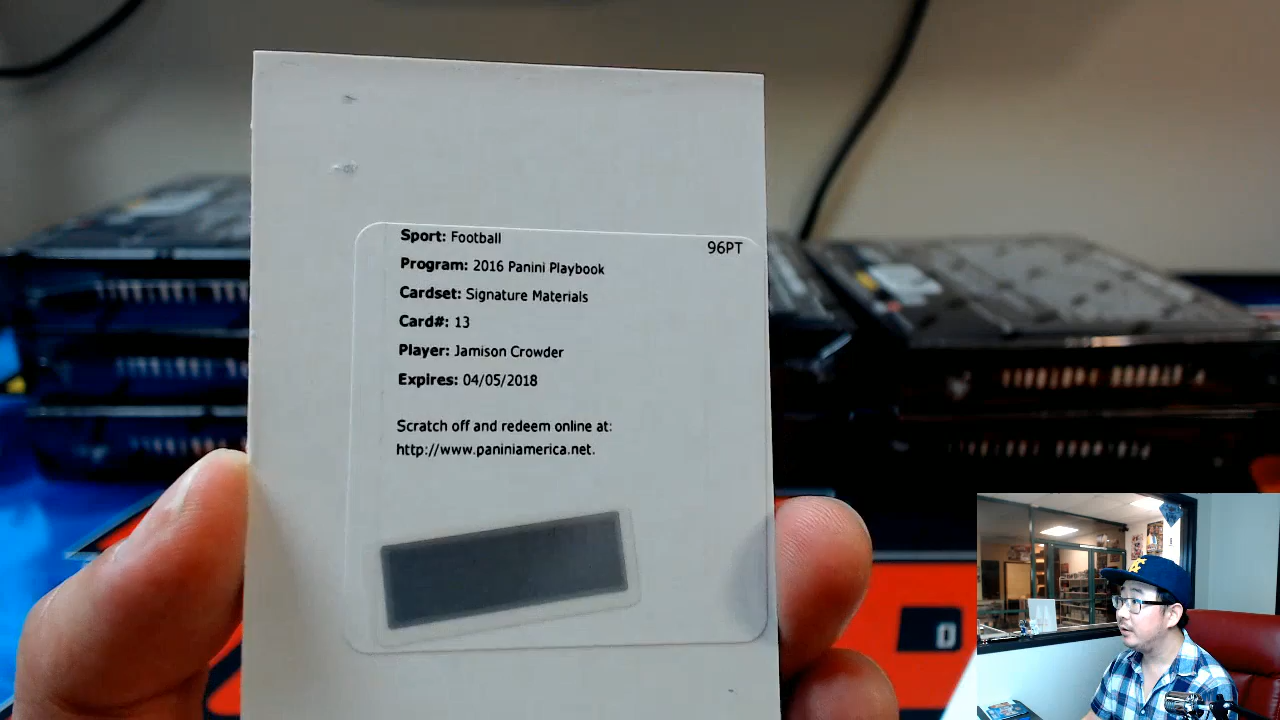 Sport: Football
96PT
Program: 2016 Panini Playbook
Cardset: Signature Materials
Card#: 13
Player: Jamison Crowder
Expires: 04/05/2018
Scratch off and redeem online at:
http://www.paniniamerica.net.